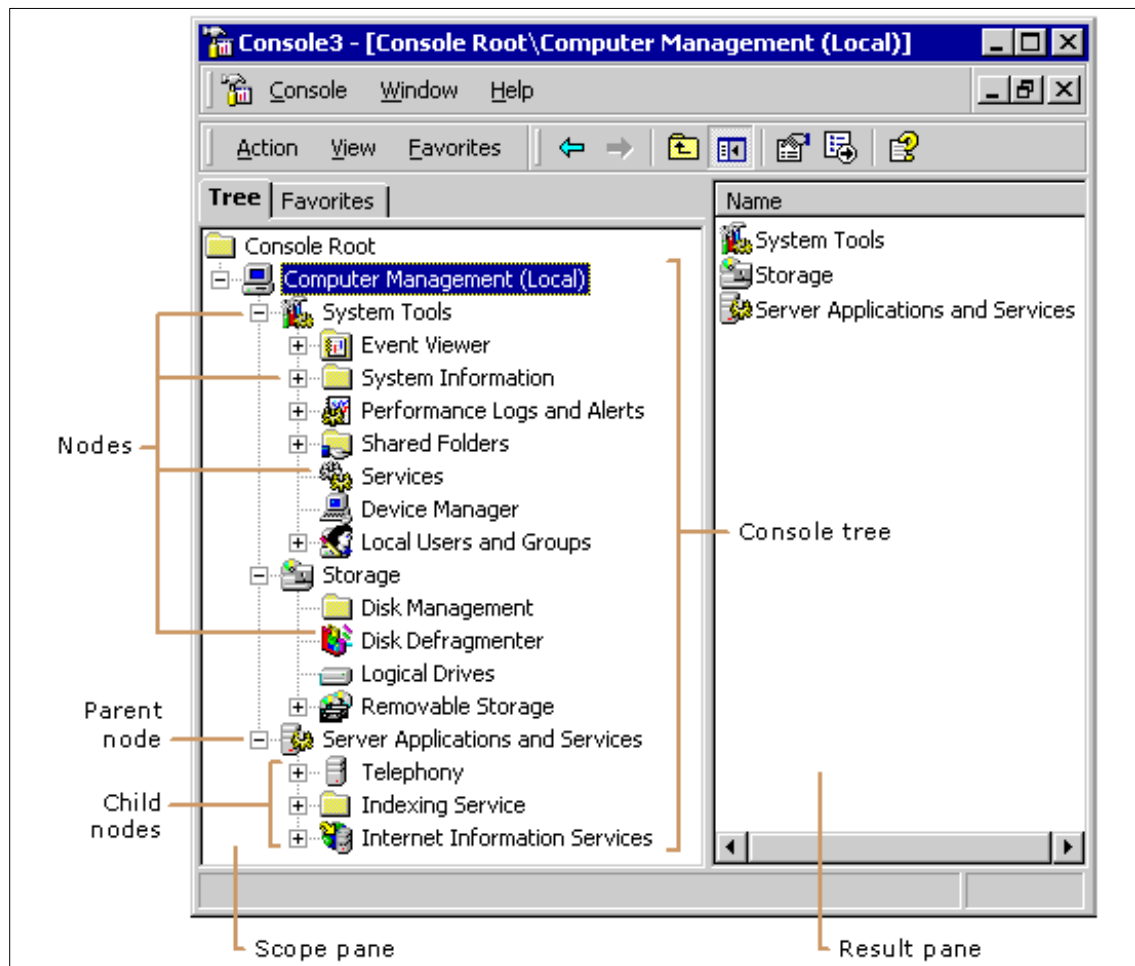 Console3 - [Console Root\Computer Management (Local)]
Console Window Help
Action View Favorites
Tree Favorites
Name
Console Root
Computer Management (Local)
System Tools
Event Viewer
System Information
Performance Logs and Alerts
Shared Folders
Services
Device Manager
Local Users and Groups
Storage
Disk Management
Disk Defragmenter
Logical Drives
Removable Storage
Server Applications and Services
Telephony
Indexing Service
Internet Information Services
System Tools
Storage
Server Applications and Services
Nodes
Parent
node
Child
nodes
Console tree
Scope pane
Result pane